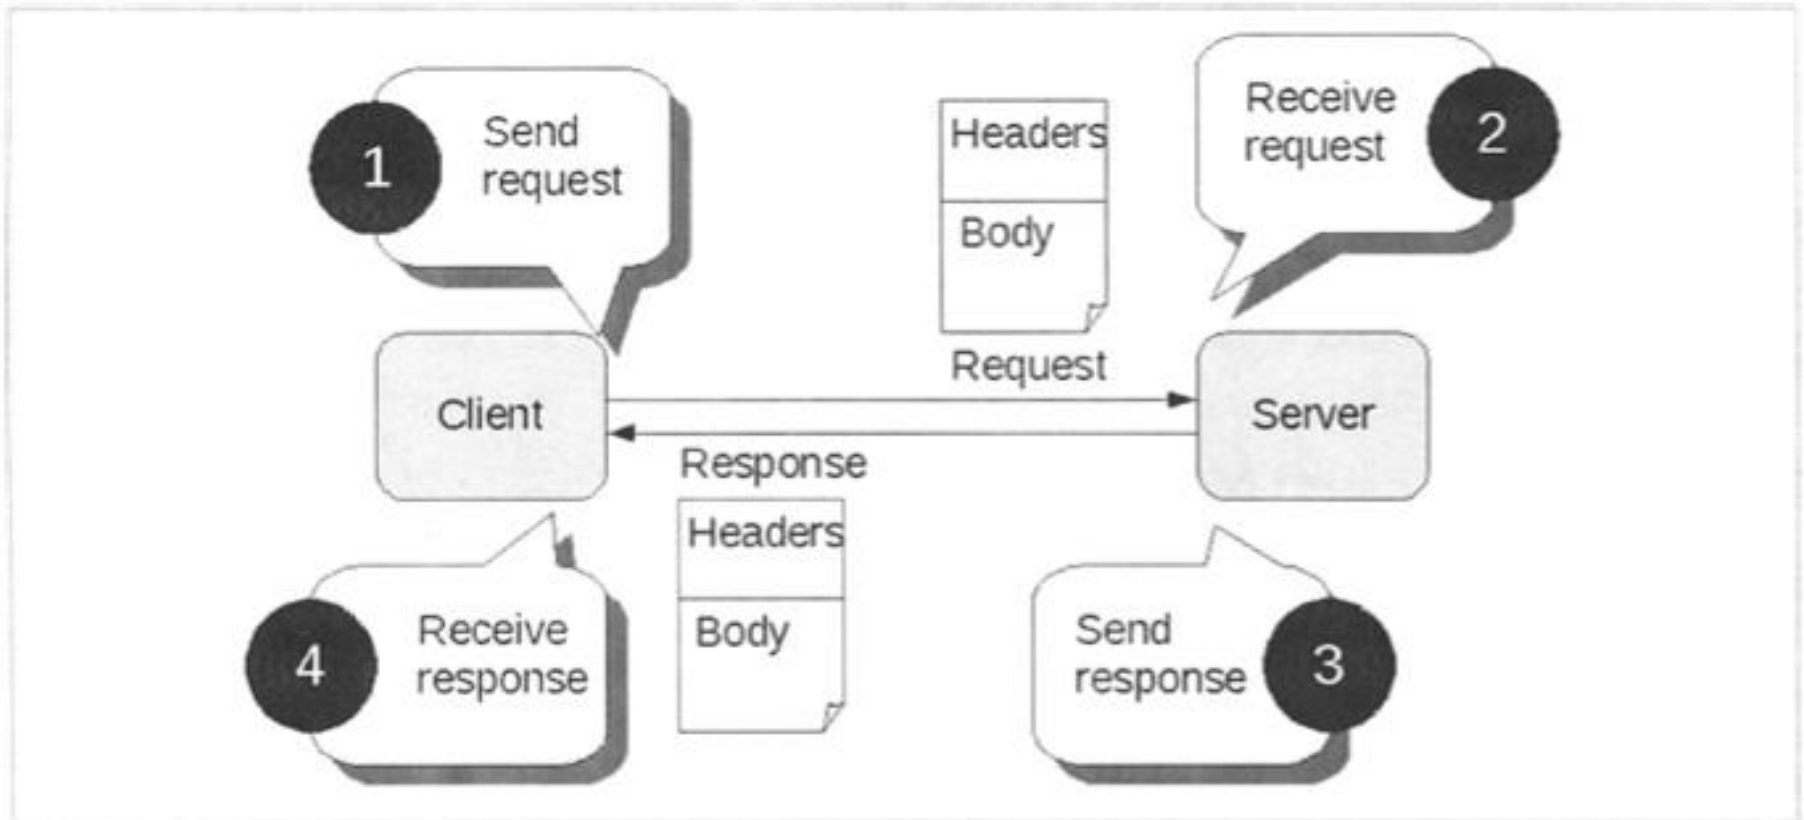 1
Send
request
Headers
Body
Receive
request
2
Request
Client
Server
Response
Headers
Body
4
Receive
response
Send
response
3